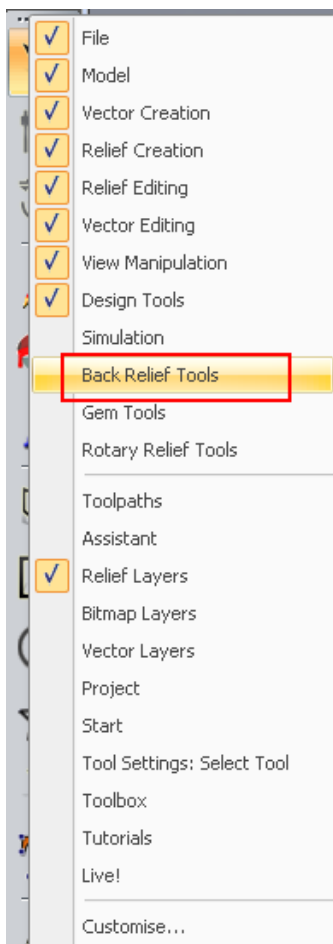 File
Model
Vector Creation
Relief Creation
Relief Editing
Vector Editing
View Manipulation
Design Tools
Simulation
Back Relief Tools
Gem Tools
Rotary Relief Tools
Toolpaths
Assistant
Relief Layers
Bitmap Layers
Vector Layers
Project
Start
Tool Settings: Select Tool
Toolbox
Tutorials
Live!
Customise...